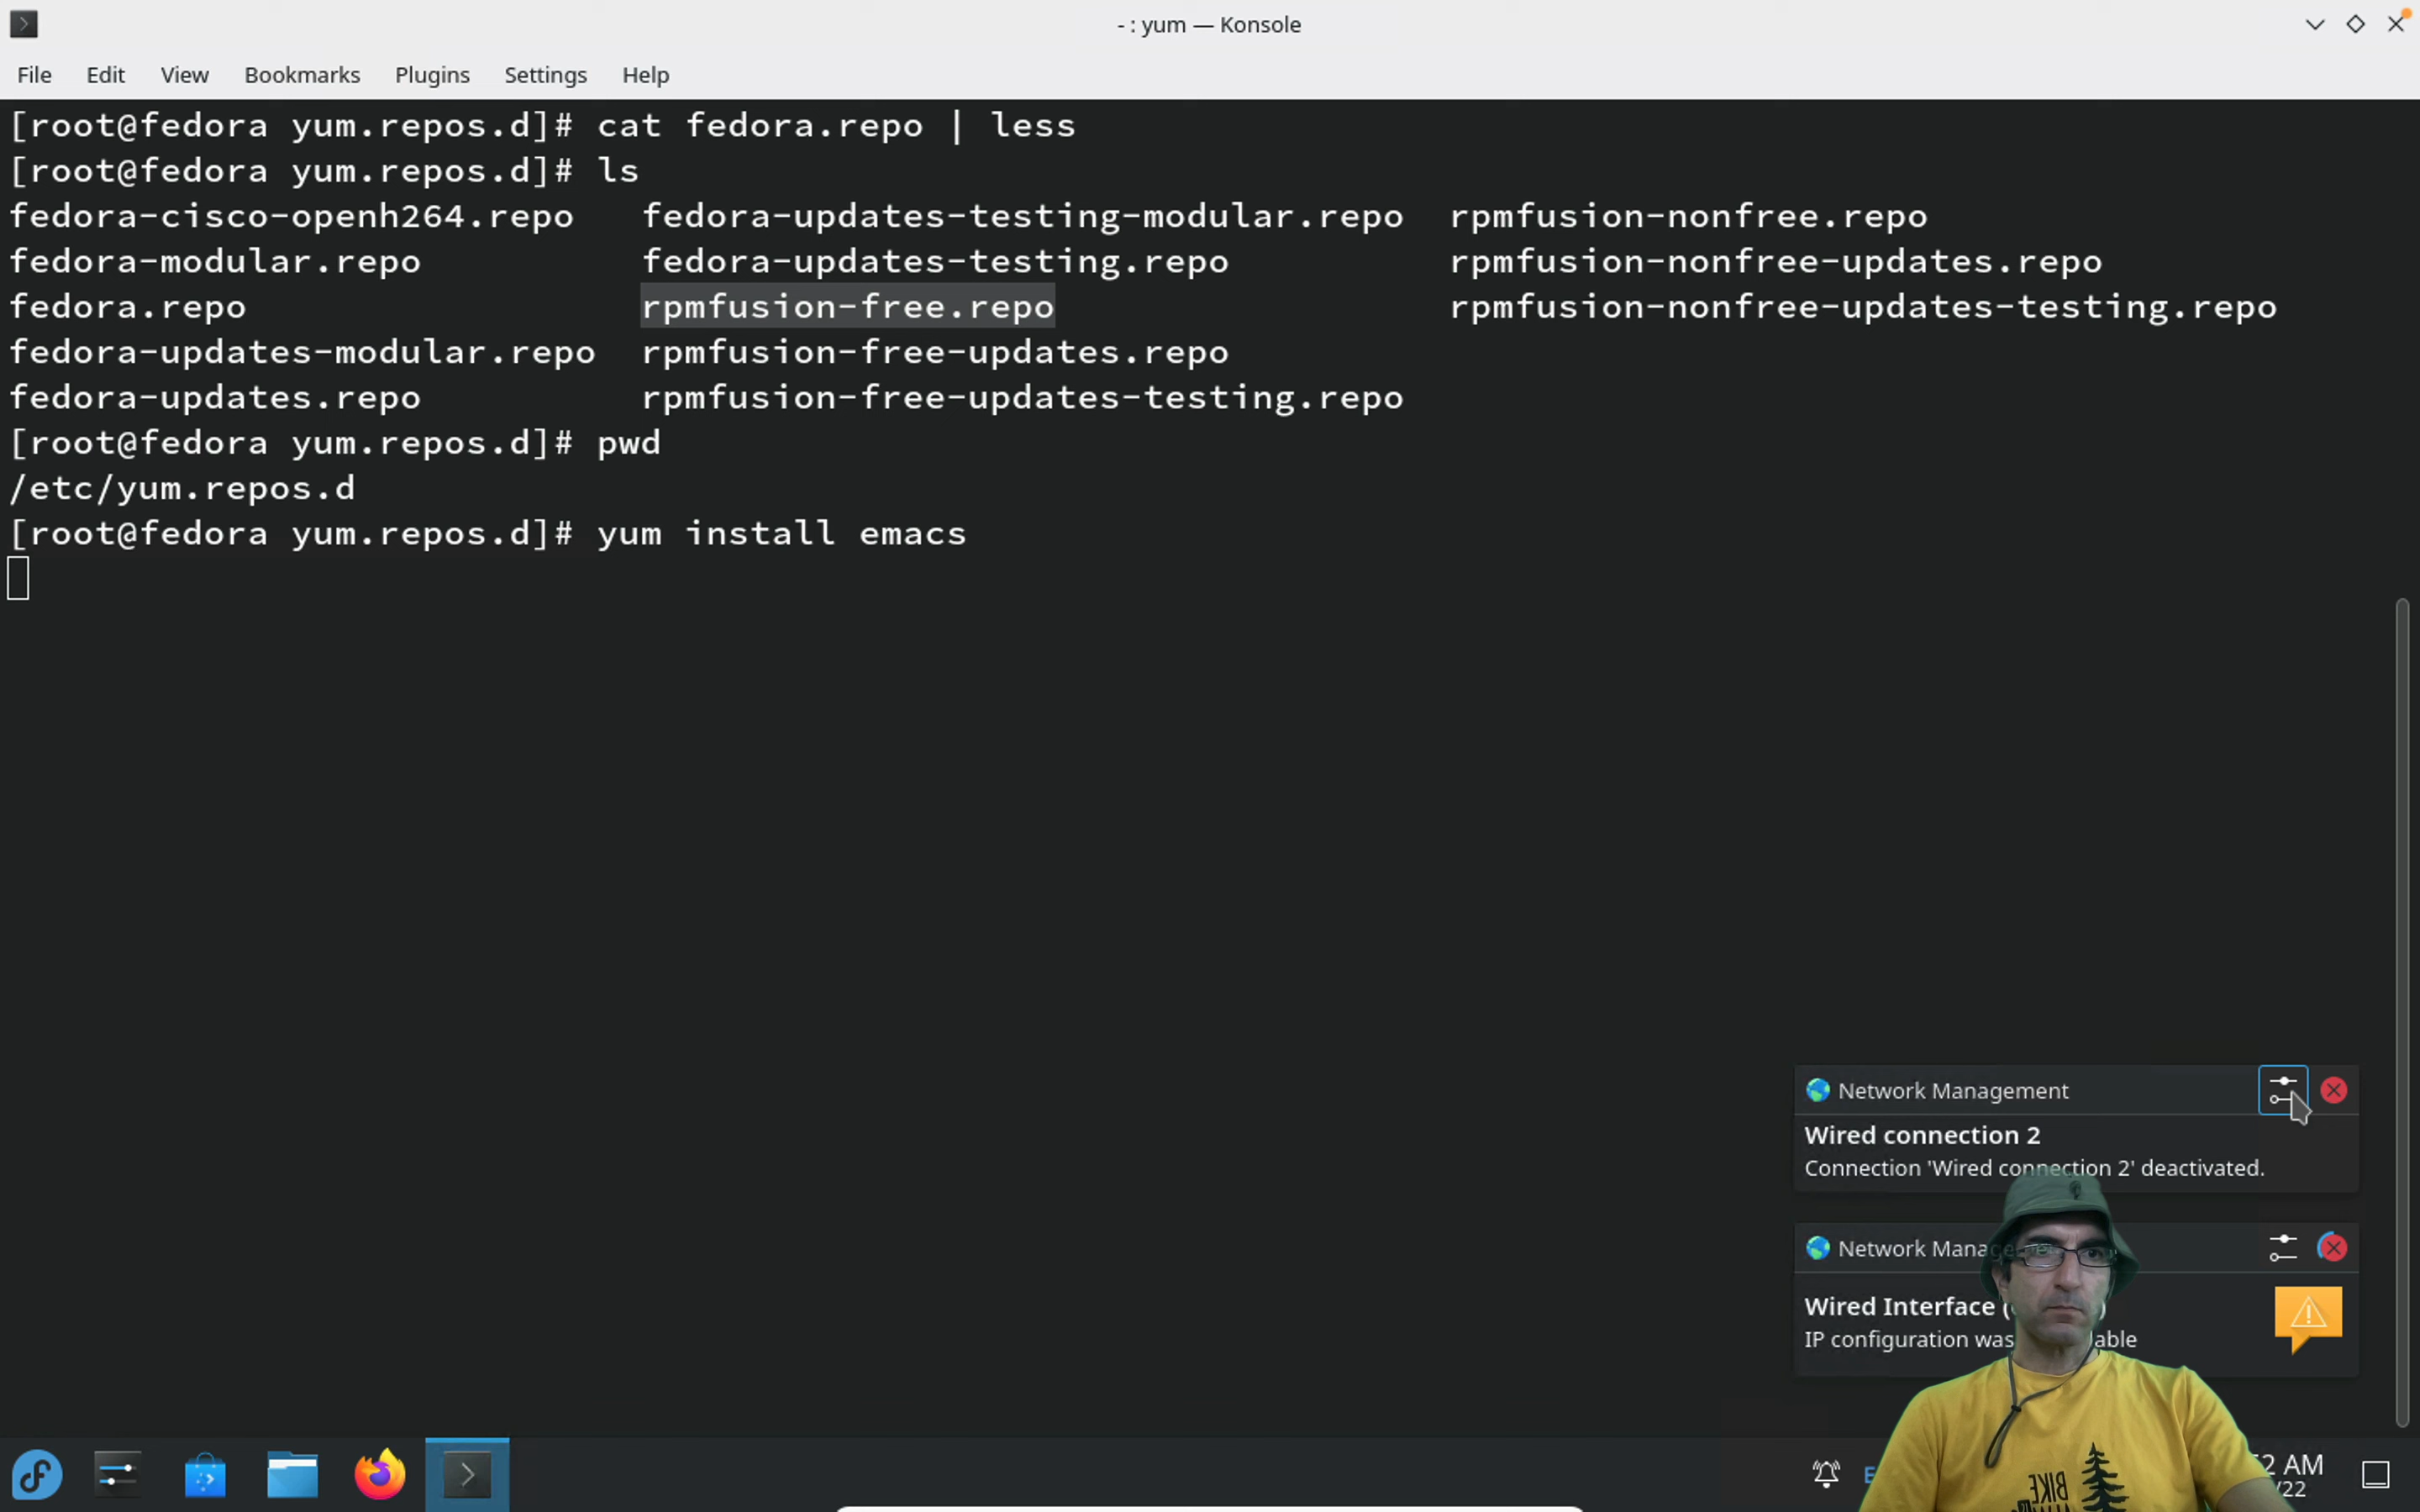 - : yum — Konsole
File Edit View Bookmarks Plugins Settings Help
[root@fedora yum.repos.d]# cat fedora.repo | less
[root@fedora yum.repos.d]# ls
fedora-cisco-openh264.repo fedora-updates-testing-modular.repo rpmfusion-nonfree.repo
fedora-modular.repo fedora-updates-testing.repo rpmfusion-nonfree-updates.repo
fedora.repo rpmfusion-free.repo rpmfusion-nonfree-updates-testing.repo
fedora-updates-modular.repo rpmfusion-free-updates.repo
fedora-updates.repo rpmfusion-free-updates-testing.repo
[root@fedora yum.repos.d]# pwd
/etc/yum.repos.d
[root@fedora yum.repos.d]# yum install emacs
Network Management
Wired connection 2
Connection 'Wired connection 2' deactivated.
Network
Wired Interface
IP configuration was
2 AM
/22
BIKE